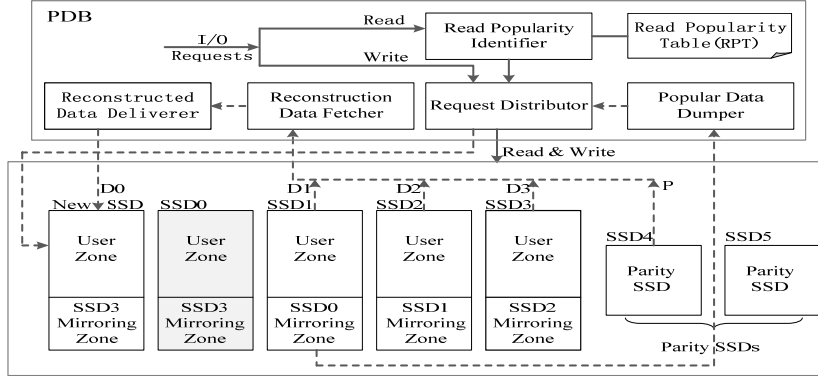 PDB
Read
I/O
Requests
Write
Read Popularity
Identifier
Read Popularity
Table(RPT)
Reconstructed
Data Deliverer
Reconstruction
Data Fetcher
Request Distributor
Popular Data
Dumper
Read & Write
D0
D1
D2
D3
P
New SSD
SSD0
SSD1
SSD2
SSD3
SSD4
SSD5
User
Zone
User
Zone
User
Zone
User
Zone
User
Zone
Parity
SSD
Parity
SSD
SSD3
Mirroring
Zone
SSD3
Mirroring
Zone
SSD0
Mirroring
Zone
SSD1
Mirroring
Zone
SSD2
Mirroring
Zone
Parity SSDs